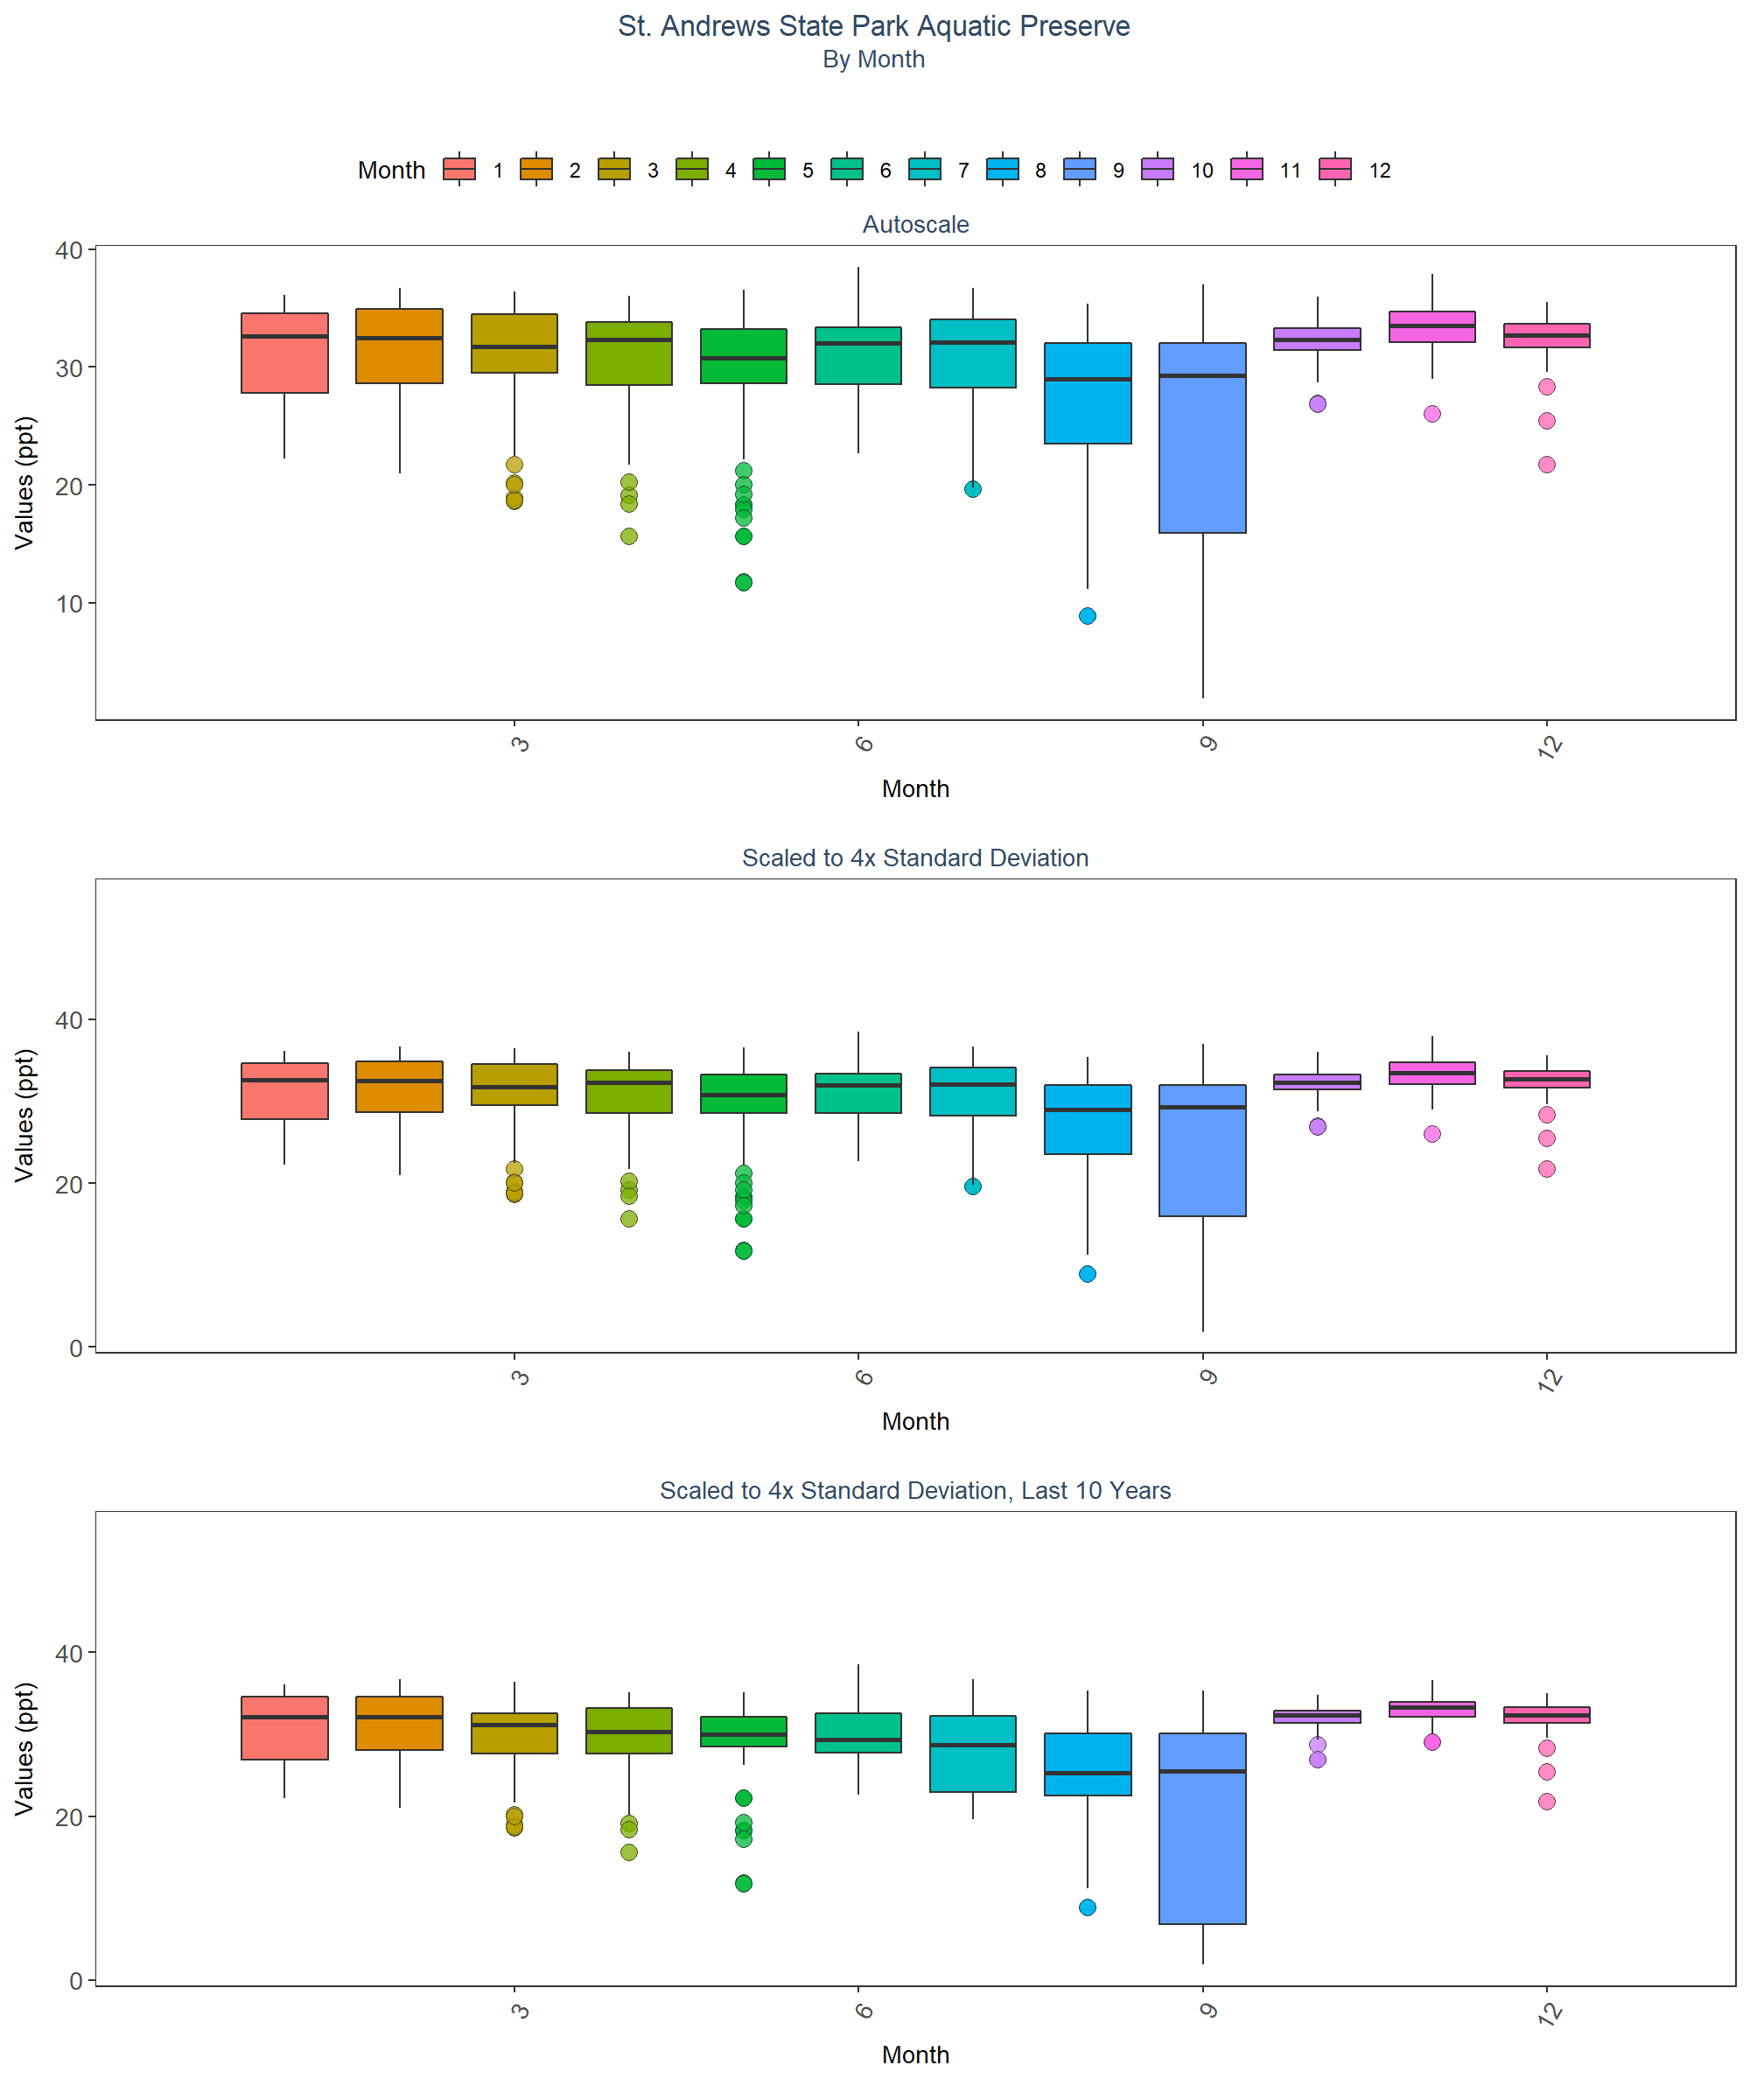 St. Andrews State Park Aquatic Preserve
By Month
Month 1 2 3 4 5 6 7 8 9 10 11 12
Autoscale
Values (ppt)
40
30
20
10
3 6 9 12
Month
Scaled to 4x Standard Deviation
Values (ppt)
40
20
0
3 6 9 12
Month
Scaled to 4x Standard Deviation, Last 10 Years
Values (ppt)
40
20
0
3 6 9 12
Month